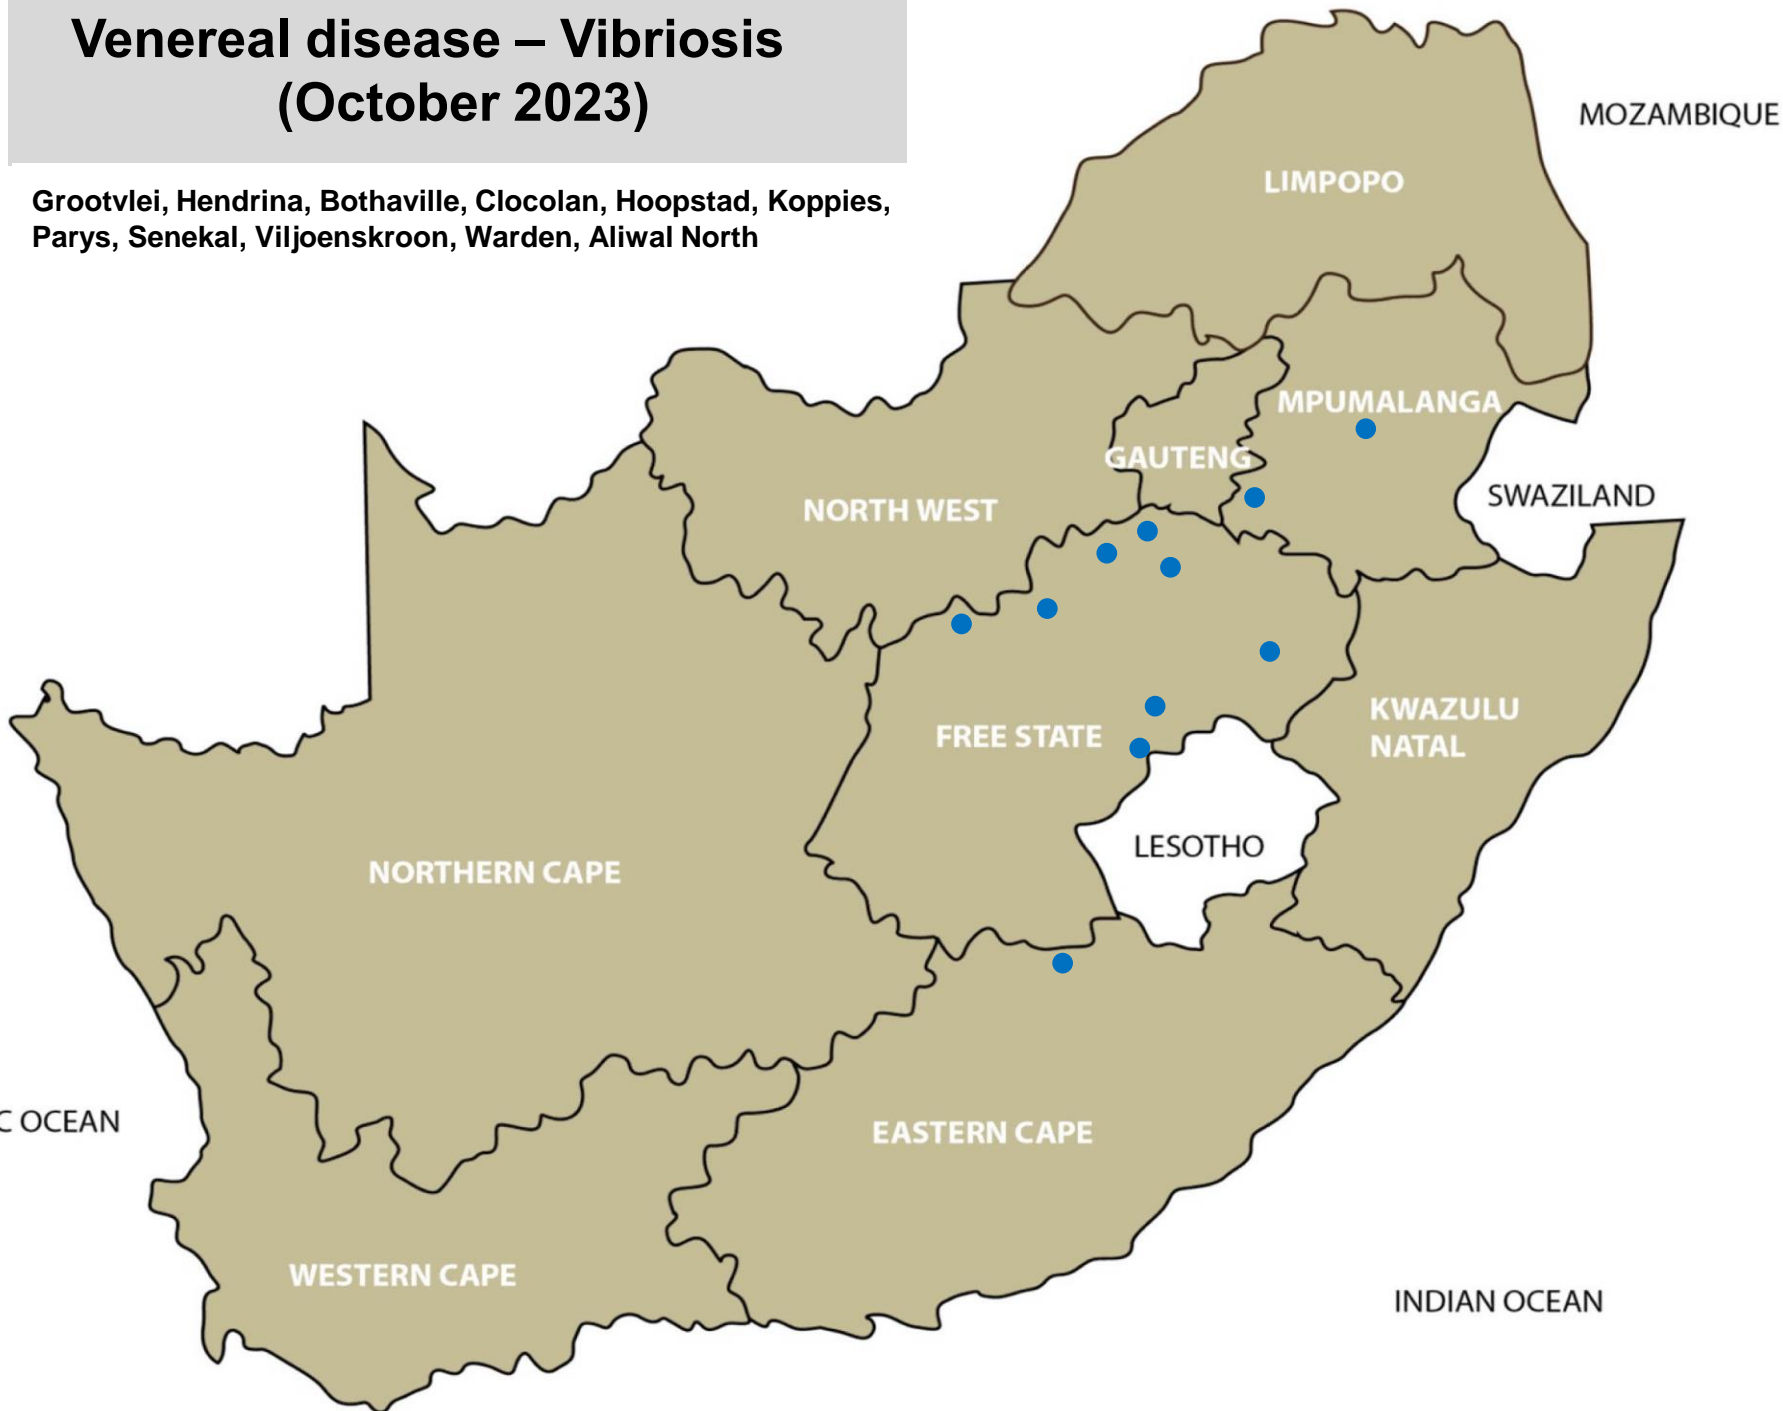 Venereal disease – Vibriosis
(October 2023)
Grootvlei, Hendrina, Bothaville, Clocolan, Hoopstad, Koppies,
Parys, Senekal, Viljoenskroon, Warden, Aliwal North
MOZAMBIQUE
LIMPOPO
MPUMALANGA
GAUTENG
SWAZILAND
NORTH WEST
KWAZULU
NATAL
FREE STATE
LESOTHO
NORTHERN CAPE
C OCEAN
EASTERN CAPE
WESTERN CAPE
INDIAN OCEAN